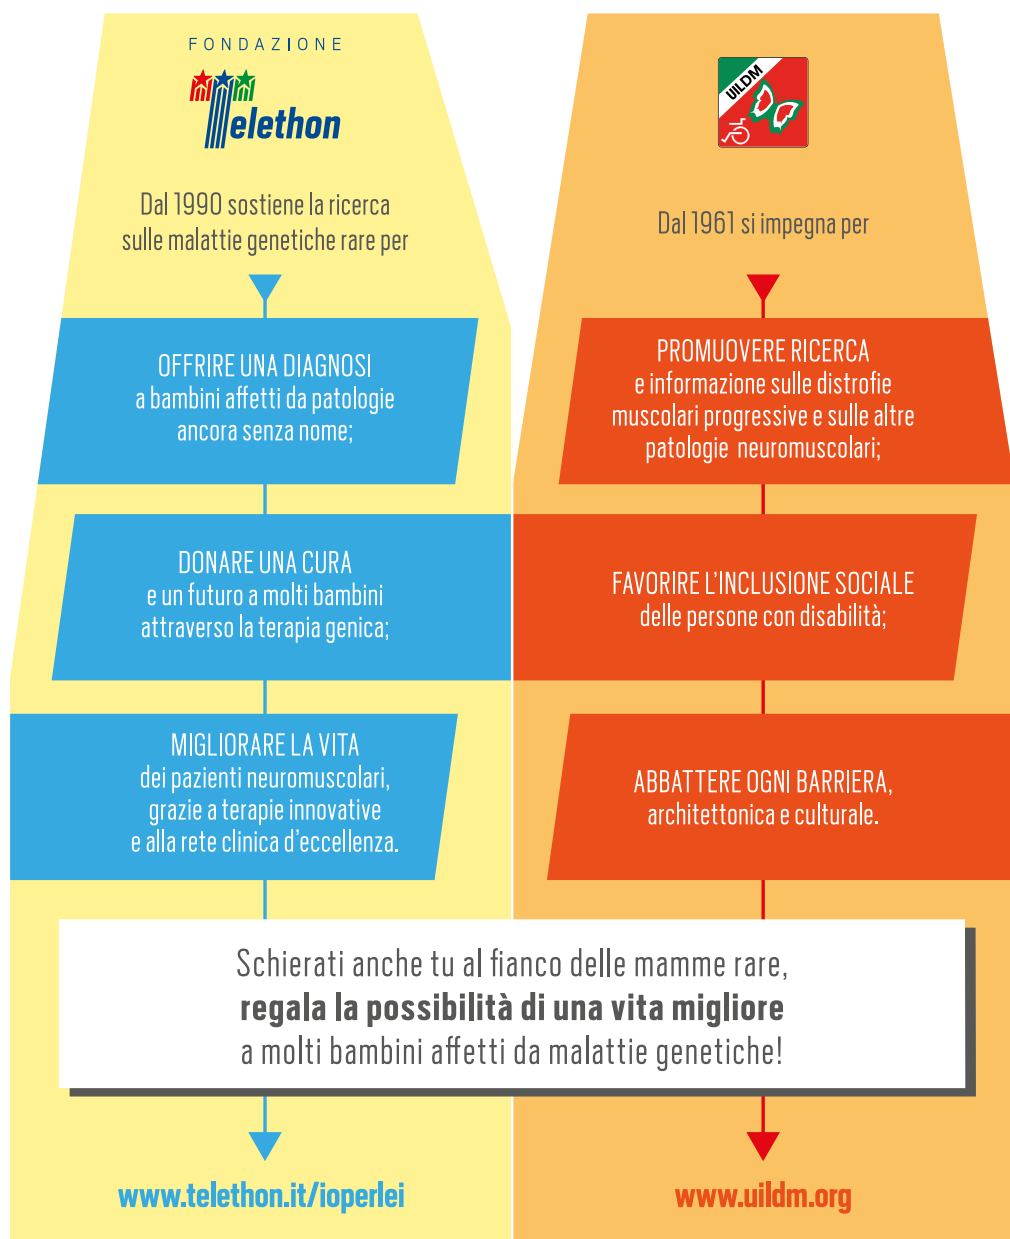 FONDAZIONE
Telethon
Dal 1990 sostiene la ricerca
sulle malattie genetiche rare per
OFFRIRE UNA DIAGNOSI
a bambini affetti da patologie
ancora senza nome;
DONARE UNA CURA
e un futuro a molti bambini
attraverso la terapia genica;
MIGLIORARE LA VITA
dei pazienti neuromuscolari,
grazie a terapie innovative
e alla rete clinica d'eccellenza.
UILDM
Dal 1961 si impegna per
PROMUOVERE RICERCA
e informazione sulle distrofie
muscolari progressive e sulle altre
patologie neuromuscolari;
FAVORIRE L'INCLUSIONE SOCIALE
delle persone con disabilità;
ABBATTERE OGNI BARRIERA,
architettonica e culturale.
Schierati anche tu al fianco delle mamme rare,
regala la possibilità di una vita migliore
a molti bambini affetti da malattie genetiche!
www.telethon.it/ioperlei
www.uildm.org